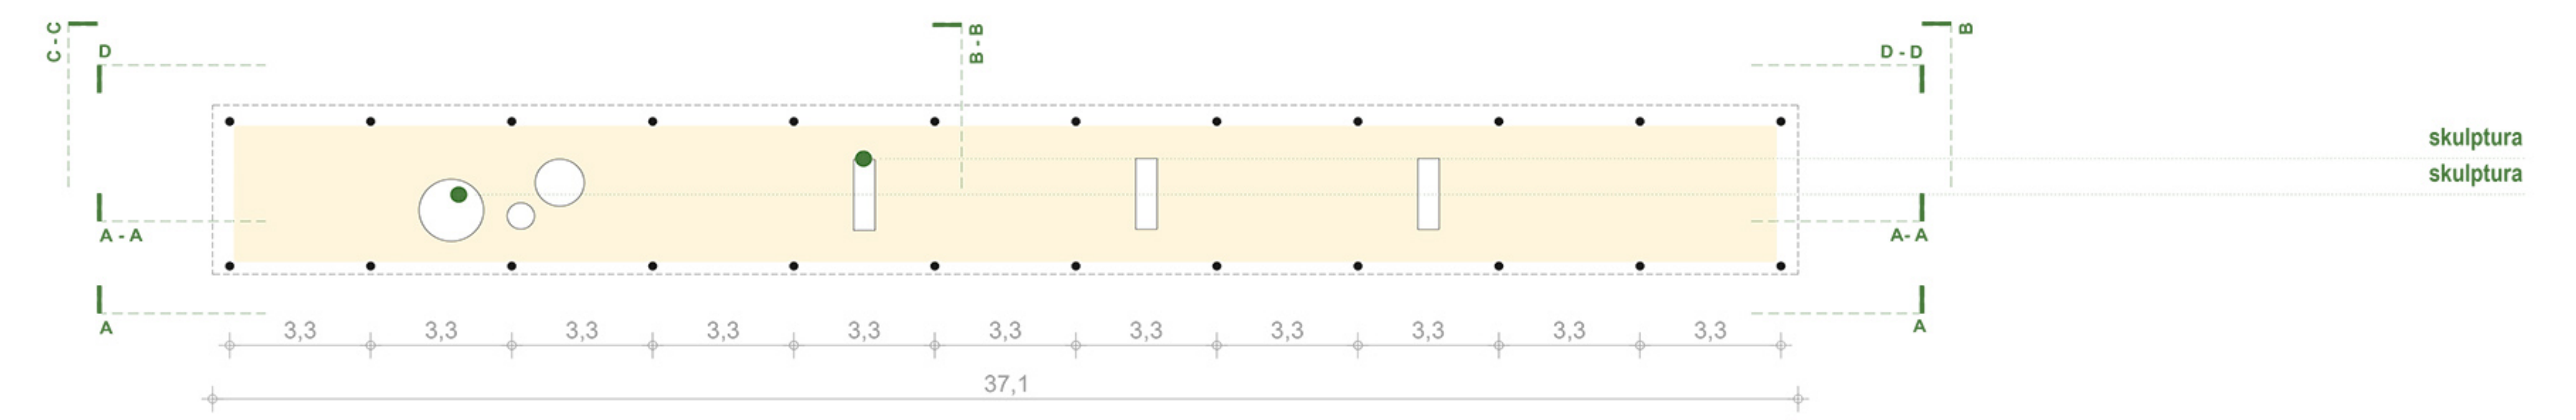 C - C
D
B - B
D - D
B
skulptura
skulptura
A - A
A- A
A
A
3,3 3,3 3,3 3,3 3,3 3,3 3,3 3,3 3,3 3,3 3,3
37,1